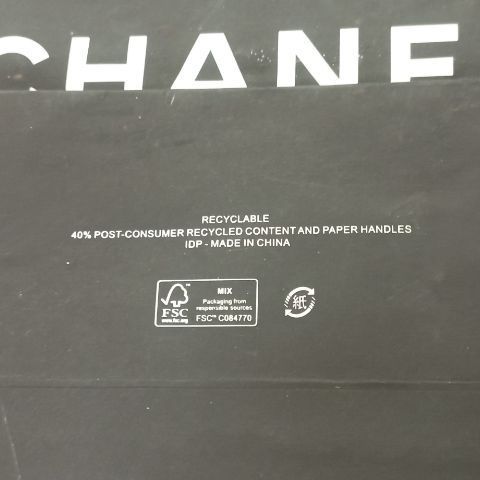 CHANE
RECYCLABLE
40% POST-CONSUMER RECYCLED CONTENT AND PAPER HANDLES
IDP - MADE IN CHINA
MIX
Packaging from
responsible sources
FSC™ C084770
FSC
www.fsc.org
紙